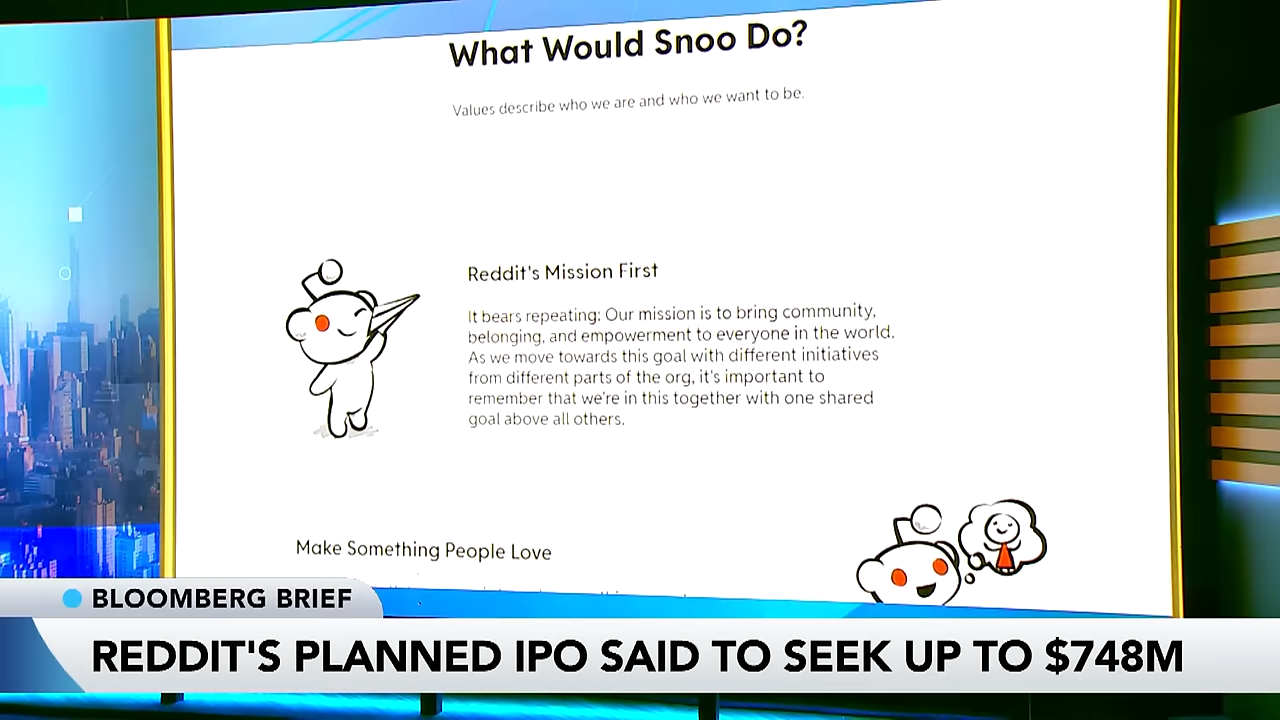 What Would Snoo Do?
Values describe who we are and who we want to be.
Reddit's Mission First
It bears repeating: Our mission is to bring community,
belonging, and empowerment to everyone in the world.
As we move towards this goal with different initiatives
from different parts of the org, it's important to
remember that we're in this together with one shared
goal above all others.
Make Something People Love
BLOOMBERG BRIEF
REDDIT'S PLANNED IPO SAID TO SEEK UP TO $748M